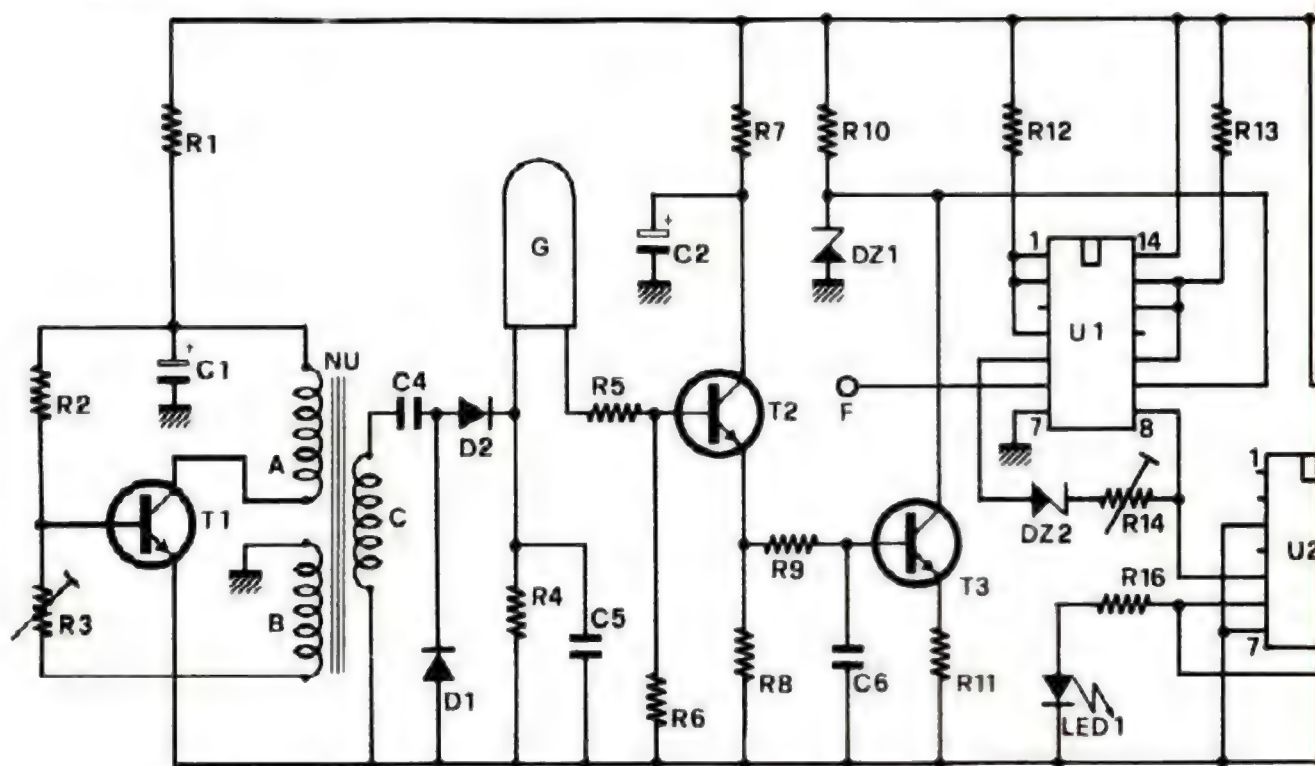 R1
R7
R10
R12
R13
G
+
C2
DZ1
1
14
U1
NU
+
C1
C4
R2
R5
T2
F
D2
7
8
A
1
T1
C
DZ2
R14
R9
U2
R3
B
R4
C5
T3
R16
D1
R6
R8
C6
R11
7
LED1